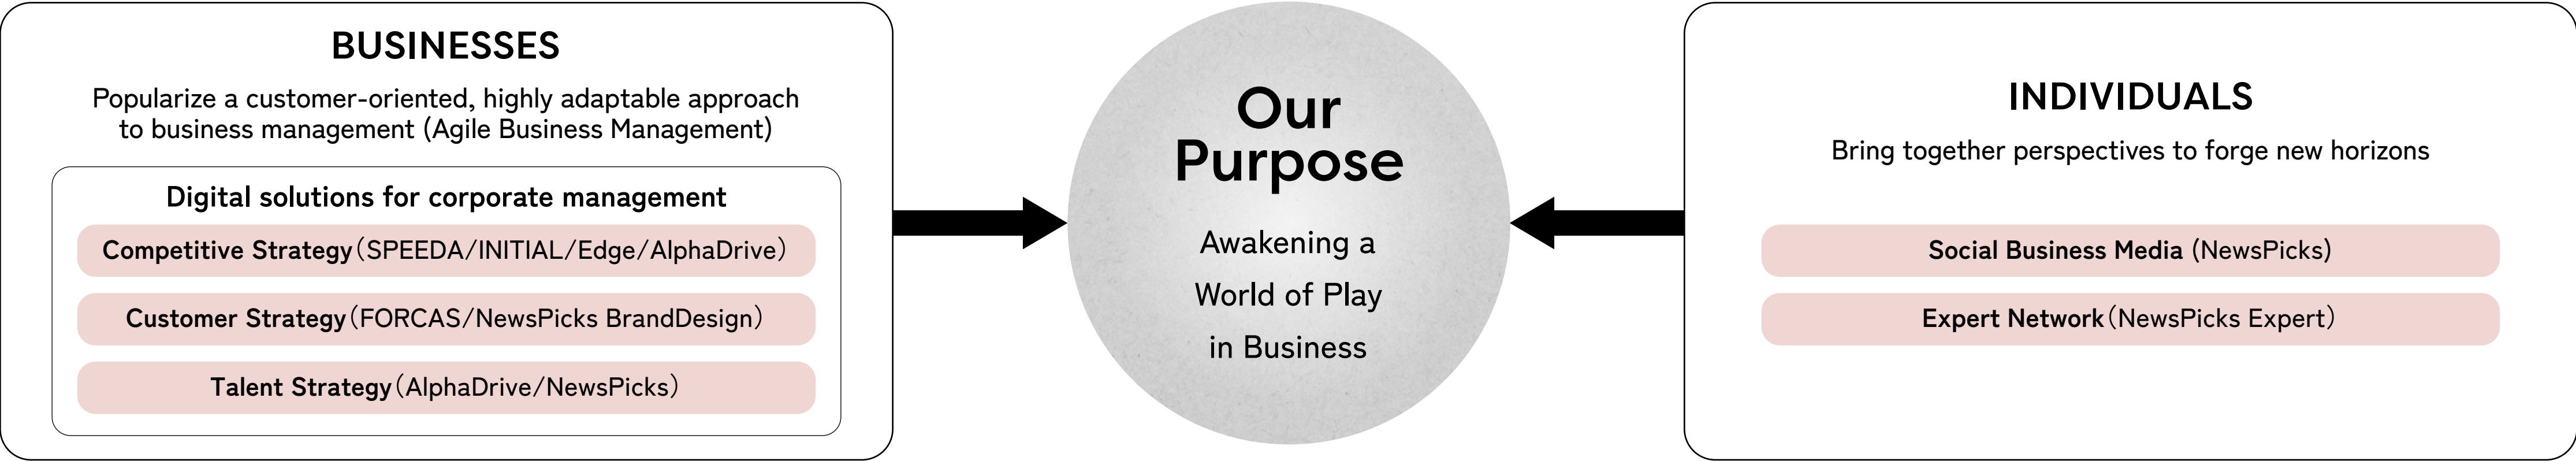 BUSINESSES
Popularize a customer-oriented, highly adaptable approach
to business management (Agile Business Management)
Digital solutions for corporate management
Competitive Strategy（SPEEDA/INITIAL/Edge/AlphaDrive）
Customer Strategy（FORCAS/NewsPicks BrandDesign）
Talent Strategy（AlphaDrive/NewsPicks）
Our
Purpose
Awakening a
World of Play
in Business
INDIVIDUALS
Bring together perspectives to forge new horizons
Social Business Media (NewsPicks)
Expert Network（NewsPicks Expert）